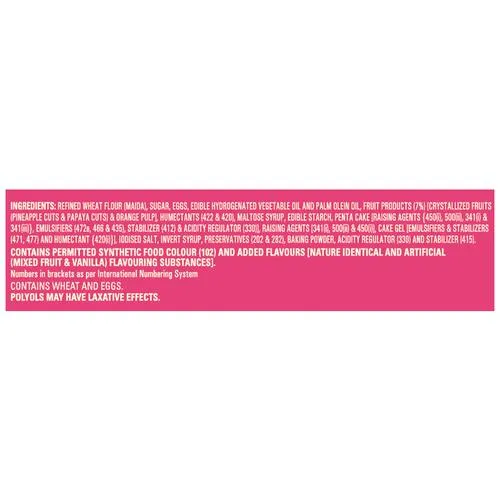 INGREDIENTS: REFINED WHEAT FLOUR (MAIDA), SUGAR, EGGS, EDIBLE HYDROGENATED VEGETABLE OIL AND PALM OLEIN OIL, FRUIT PRODUCTS (7%) [CRYSTALLIZED FRUITS
(PINEAPPLE CUTS & PAPAYA CUTS) & ORANGE PULP], HUMECTANTS (422 & 420), MALTOSE SYRUP, EDIBLE STARCH, PENTA CAKE [RAISING AGENTS {450(i), 500(ii), 341(i) &
341(iii)}, EMULSIFIERS (472a, 466 & 435), STABILIZER (412) & ACIDITY REGULATOR (330)], RAISING AGENTS [341(i), 500(ii) & 450(i)], CAKE GEL [EMULSIFIERS & STABILIZERS
(471, 477) AND HUMECTANT {420(i)}], IODISED SALT, INVERT SYRUP, PRESERVATIVES (202 & 282), BAKING POWDER, ACIDITY REGULATOR (330) AND STABILIZER (415).
CONTAINS PERMITTED SYNTHETIC FOOD COLOUR (102) AND ADDED FLAVOURS [NATURE IDENTICAL AND ARTIFICIAL
(MIXED FRUIT & VANILLA) FLAVOURING SUBSTANCES].
Numbers in brackets as per International Numbering System
CONTAINS WHEAT AND EGGS.
POLYOLS MAY HAVE LAXATIVE EFFECTS.